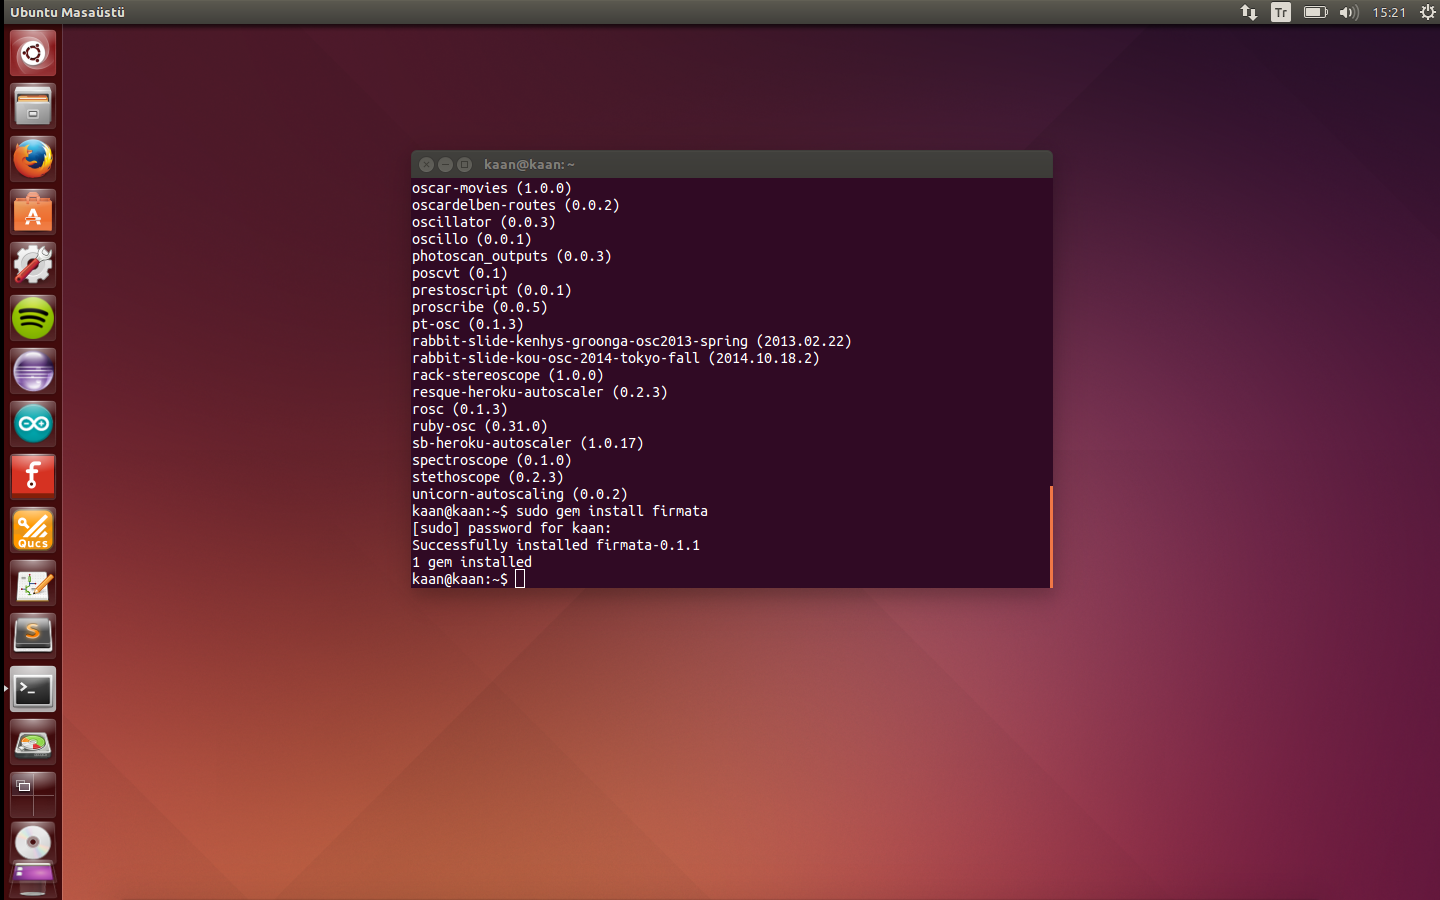 Ubuntu Masaüstü
Tr
15:21
kaan@kaan: ~
oscar-movies (1.0.0)
oscardelben-routes (0.0.2)
oscillator (0.0.3)
oscillo (0.0.1)
photoscan_outputs (0.0.3)
poscvt (0.1)
prestoscript (0.0.1)
proscribe (0.0.5)
pt-osc (0.1.3)
rabbit-slide-kenhys-groonga-osc2013-spring (2013.02.22)
rabbit-slide-kou-osc-2014-tokyo-fall (2014.10.18.2)
rack-stereoscope (1.0.0)
resque-heroku-autoscaler (0.2.3)
rosc (0.1.3)
ruby-osc (0.31.0)
sb-heroku-autoscaler (1.0.17)
spectroscope (0.1.0)
stethoscope (0.2.3)
unicorn-autoscaling (0.0.2)
kaan@kaan:~$ sudo gem install firmata
[sudo] password for kaan:
Successfully installed firmata-0.1.1
1 gem installed
kaan@kaan:~$
Qucs